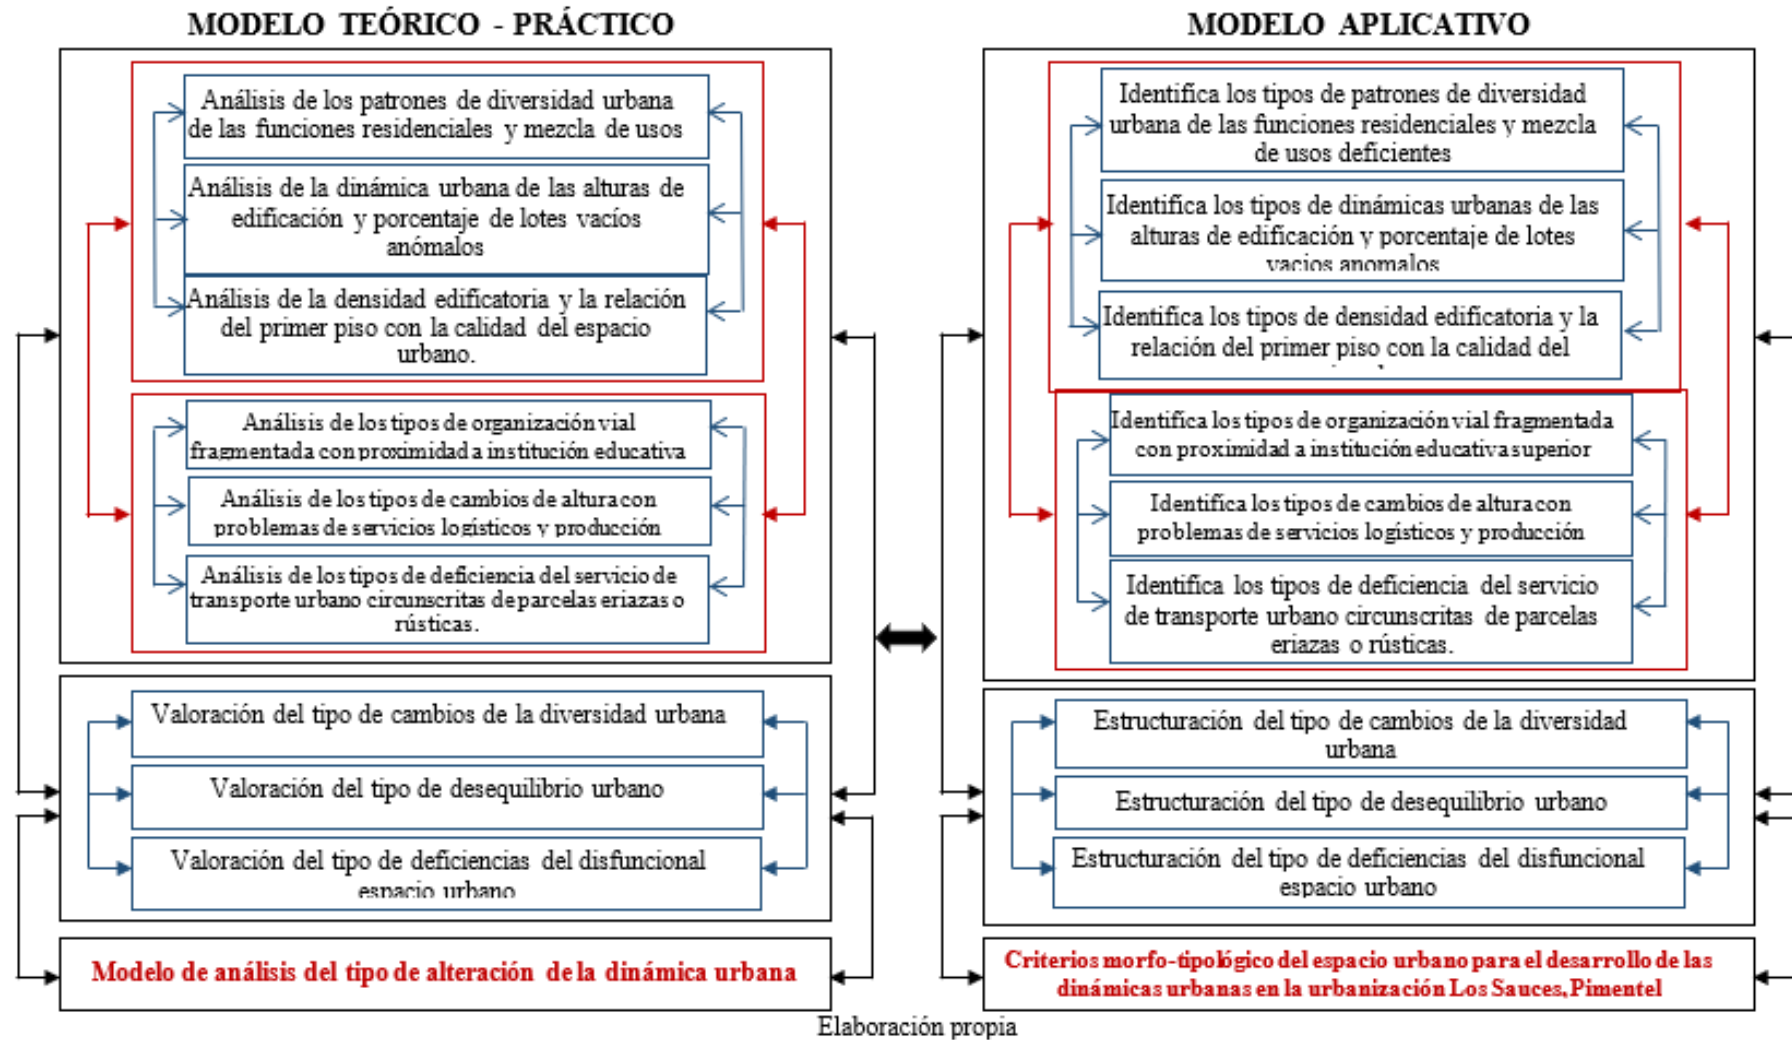 MODELO TEÓRICO - PRÁCTICO
Análisis de los patrones de diversidad urbana
de las funciones residenciales y mezcla de usos
Análisis de la dinámica urbana de las alturas de
edificación y porcentaje de lotes vacíos
anómalos
Análisis de la densidad edificatoria y la relación
del primer piso con la calidad del espacio
urbano.
Análisis de los tipos de organización vial
fragmentada con proximidad a institución educativa
Análisis de los tipos de cambios de altura con
problemas de servicios logísticos y producción
Análisis de los tipos de deficiencia del servicio de
transporte urbano circunscritas de parcelas eriazas o
rústicas.
Valoración del tipo de cambios de la diversidad urbana
Valoración del tipo de desequilibrio urbano
Valoración del tipo de deficiencias del disfuncional
espacio urbano
Modelo de análisis del tipo de alteración de la dinámica urbana
MODELO APLICATIVO
Identifica los tipos de patrones de diversidad
urbana de las funciones residenciales y mezcla
de usos deficientes
Identifica los tipos de dinámicas urbanas de las
alturas de edificación y porcentaje de lotes
vacios anomalos
Identifica los tipos de densidad edificatoria y la
relación del primer piso con la calidad del
Identifica los tipos de organización vial fragmentada
con proximidad a institución educativa superior
Identifica los tipos de cambios de altura con
problemas de servicios logísticos y producción
Identifica los tipos de deficiencia del servicio
de transporte urbano circunscritas de parcelas
eriazas o rústicas.
Estructuración del tipo de cambios de la diversidad
urbana
Estructuración del tipo de desequilibrio urbano
Estructuración del tipo de deficiencias del disfuncional
espacio urbano
Criterios morfo-tipológico del espacio urbano para el desarrollo de las
dinámicas urbanas en la urbanización Los Sauces, Pimentel
Elaboración propia